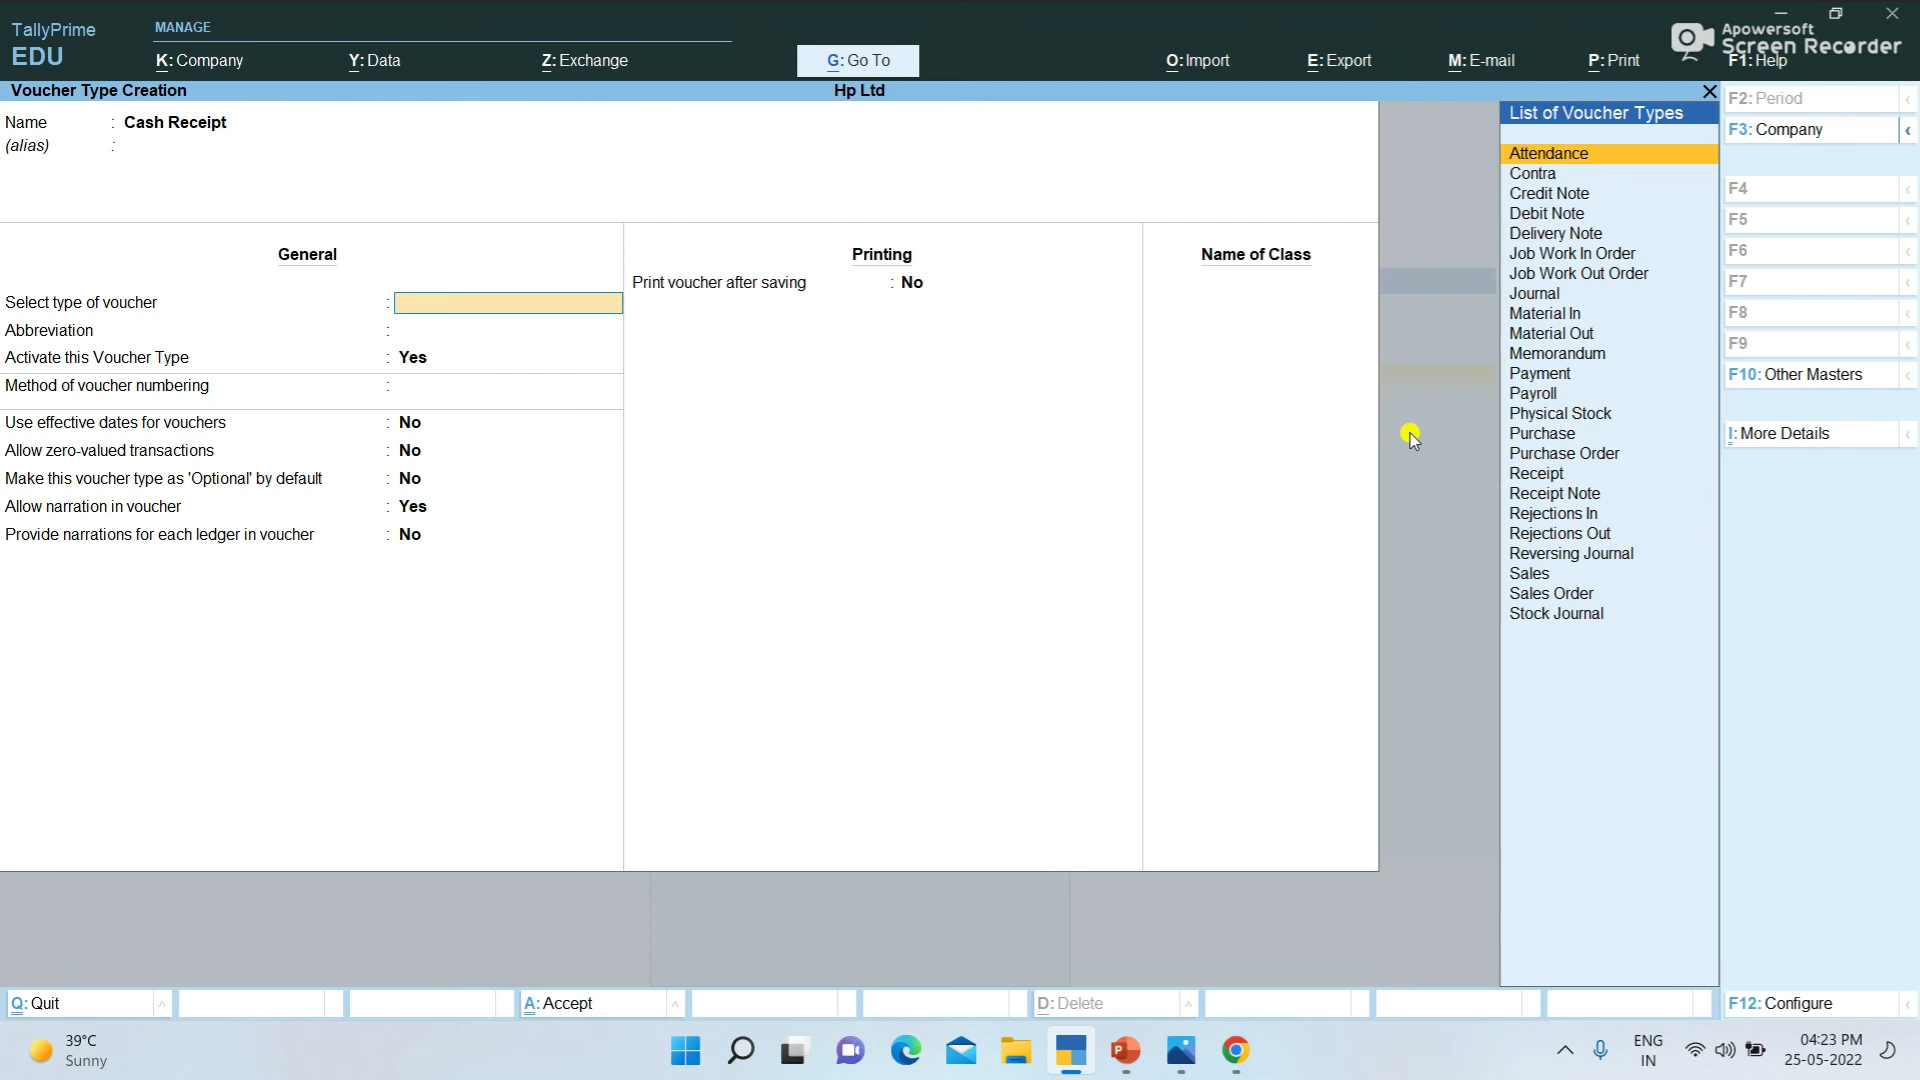 TallyPrime
EDU
MANAGE
K: Company
Y: Data
Z: Exchange
G: Go To
O: Import
E: Export
M: E-mail
P: Print
F1: Help
Apowersoft
Screen Recorder
Voucher Type Creation
Hp Ltd
Name : Cash Receipt
(alias) :
General
Select type of voucher :
Abbreviation :
Activate this Voucher Type : Yes
Method of voucher numbering :
Use effective dates for vouchers : No
Allow zero-valued transactions : No
Make this voucher type as 'Optional' by default : No
Allow narration in voucher : Yes
Provide narrations for each ledger in voucher : No
Printing
Print voucher after saving : No
Name of Class
List of Voucher Types
Attendance
Contra
Credit Note
Debit Note
Delivery Note
Job Work In Order
Job Work Out Order
Journal
Material In
Material Out
Memorandum
Payment
Payroll
Physical Stock
Purchase
Purchase Order
Receipt
Receipt Note
Rejections In
Rejections Out
Reversing Journal
Sales
Sales Order
Stock Journal
F2: Period
F3: Company
F4
F5
F6
F7
F8
F9
F10: Other Masters
I: More Details
F12: Configure
Q: Quit
A: Accept
D: Delete
39°C
Sunny
ENG
IN
04:23 PM
25-05-2022